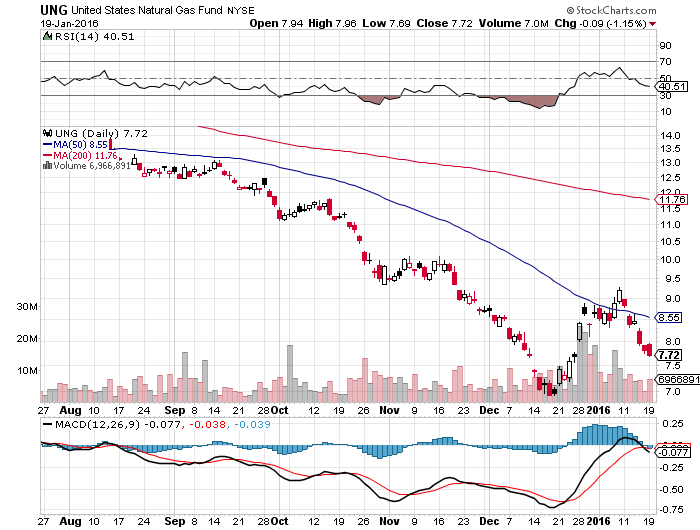 UNG United States Natural Gas Fund NYSE © StockCharts.com
19-Jan-2016 Open 7.94 High 7.96 Low 7.69 Close 7.72 Volume 7.0M Chg -0.09 (-1.15%)
RSI(14) 40.51
90
70
50
40.51
30
10
UNG (Daily) 7.72
MA(50) 8.55
MA(200) 11.76
Volume 6,966,891
14.0
13.5
13.0
12.5
12.0
11.76
11.5
11.0
10.5
10.0
9.5
9.0
8.55
8.0
7.72
7.5
7.0
30M
20M
10M
6966891
27 Aug 10 17 24 Sep 8 14 21 28 Oct 12 19 26 Nov 9 16 23 Dec 7 14 21 28 2016 11 19
MACD(12,26,9) -0.077, -0.038, -0.039
0.25
-0.077
-0.25
-0.50
-0.75
27 Aug 10 17 24 Sep 8 14 21 28 Oct 12 19 26 Nov 9 16 23 Dec 7 14 21 28 2016 11 19